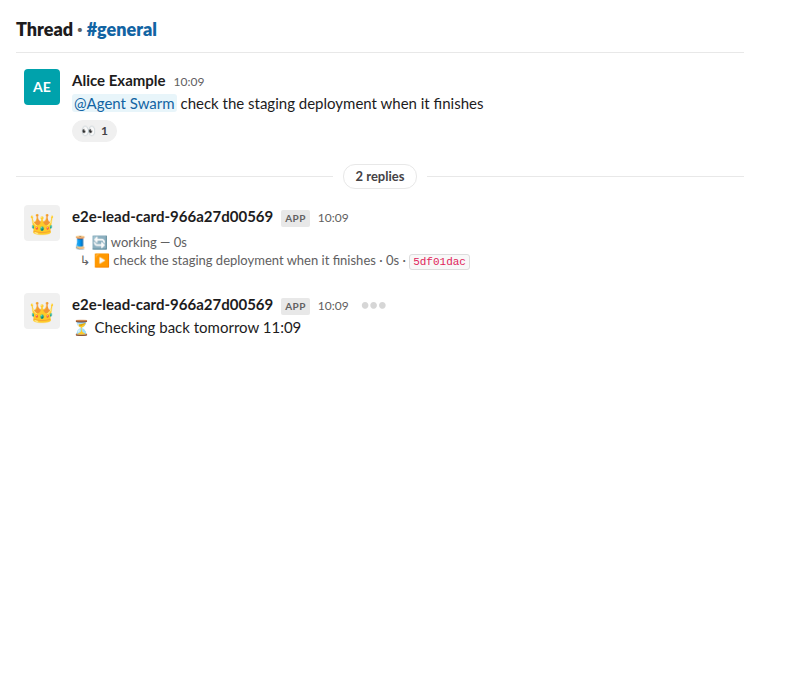 Thread • #general
AE
Alice Example 10:09
@Agent Swarm check the staging deployment when it finishes
👀 1
2 replies
e2e-lead-card-966a27d00569 APP 10:09
🧵 🔄 working — 0s
↳ ▶️ check the staging deployment when it finishes · 0s · 5df01dac
e2e-lead-card-966a27d00569 APP 10:09
⏳ Checking back tomorrow 11:09